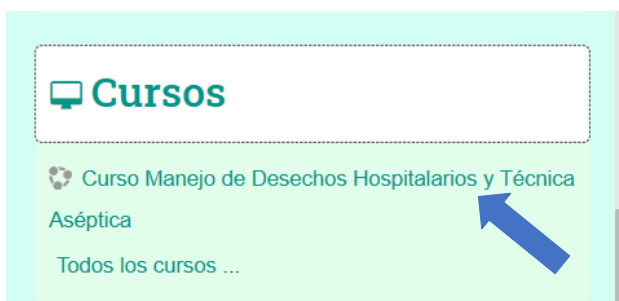 Cursos
Curso Manejo de Desechos Hospitalarios y Técnica
Aséptica
Todos los cursos ...